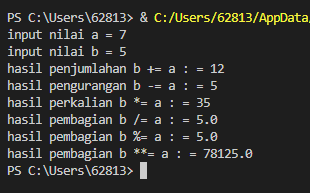 PS C:\Users\62813> & C:/Users/62813/AppData/
input nilai a = 7
input nilai b = 5
hasil penjumlahan b += a : = 12
hasil pengurangan b -= a : = 5
hasil perkalian b *= a : = 35
hasil pembagian b /= a : = 5.0
hasil pembagian b %= a : = 5.0
hasil pembagian b **= a : = 78125.0
PS C:\Users\62813>